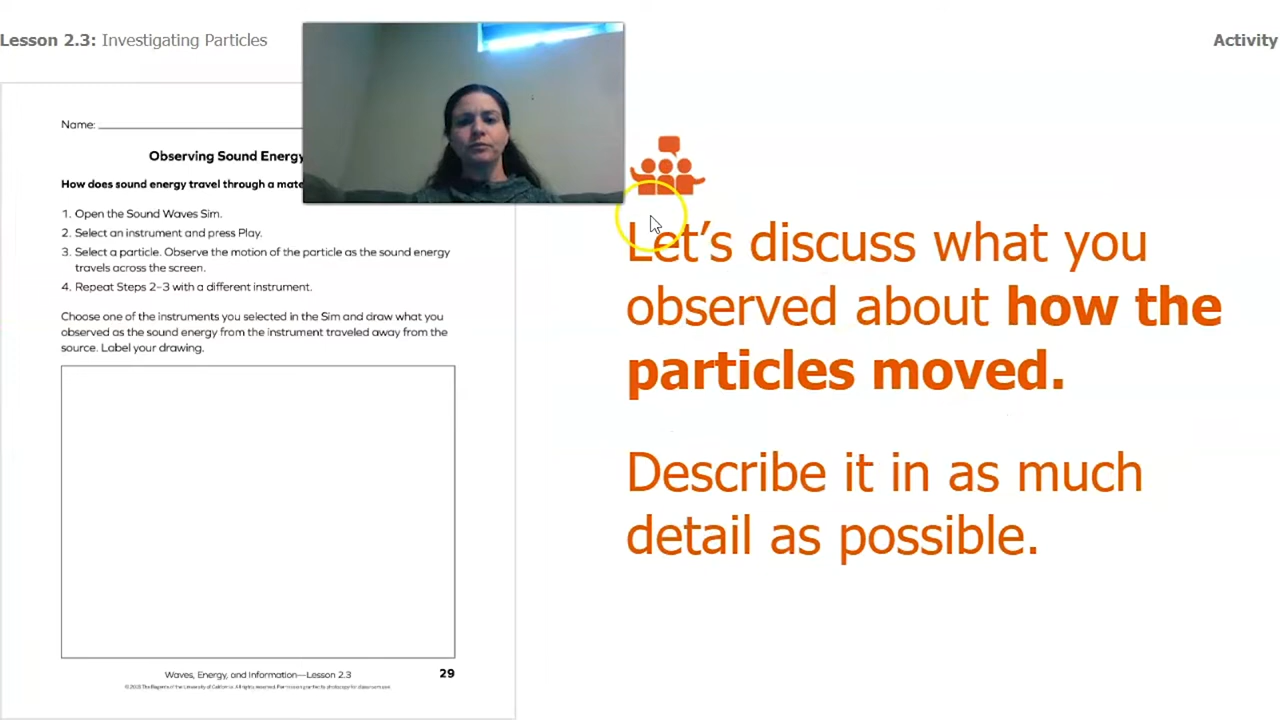 Lesson 2.3: Investigating Particles
Activity
Name:
Observing Sound Energy
How does sound energy travel through a mate
1. Open the Sound Waves Sim.
2. Select an instrument and press Play.
3. Select a particle. Observe the motion of the particle as the sound energy
travels across the screen.
4. Repeat Steps 2–3 with a different instrument.
Choose one of the instruments you selected in the Sim and draw what you
observed as the sound energy from the instrument traveled away from the
source. Label your drawing.
Waves, Energy, and Information—Lesson 2.3
29
Let's discuss what you
observed about how the
particles moved.
Describe it in as much
detail as possible.